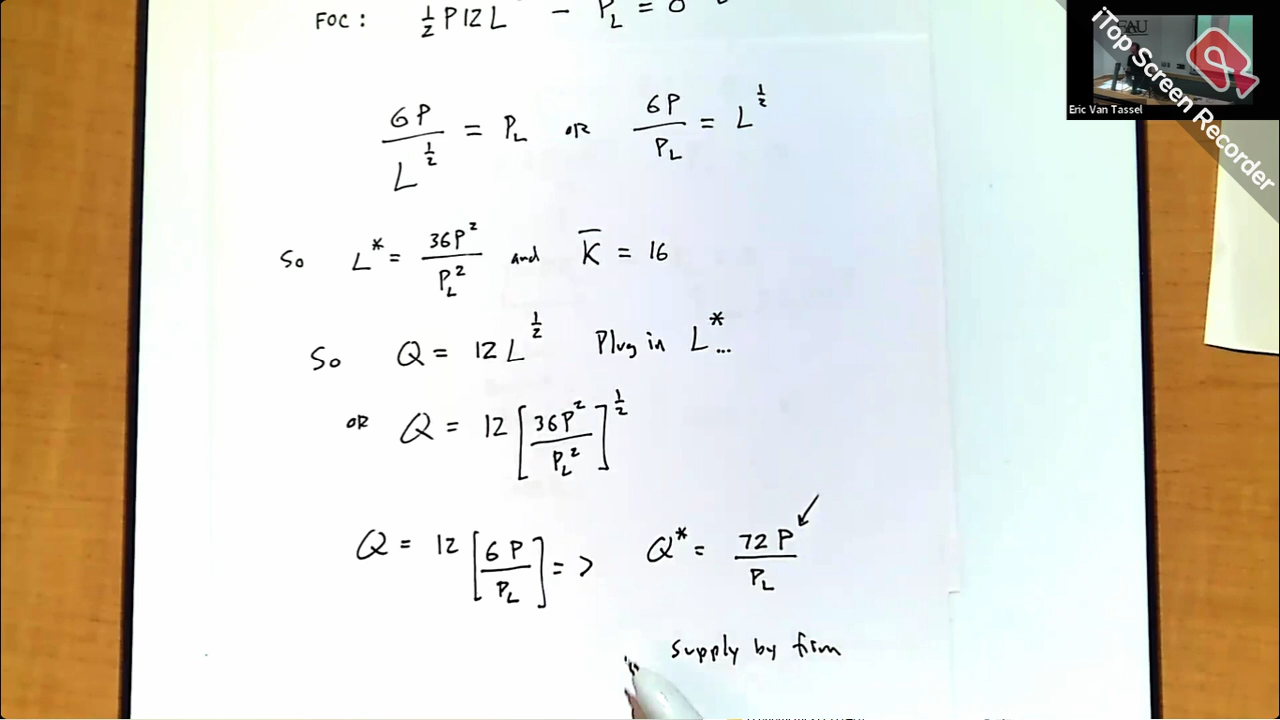 FOC: ½ P 12 L - P_L = 0
6P / L^½ = P_L OR 6P / P_L = L^½
So L* = 36P² / P_L² and K̅ = 16
So Q = 12 L^½ Plug in L*...
OR Q = 12 [36P² / P_L²]^½
Q = 12 [6P / P_L] => Q* = 72P / P_L
Supply by firm
FAU
Eric Van Tassel
iTop Screen Recorder